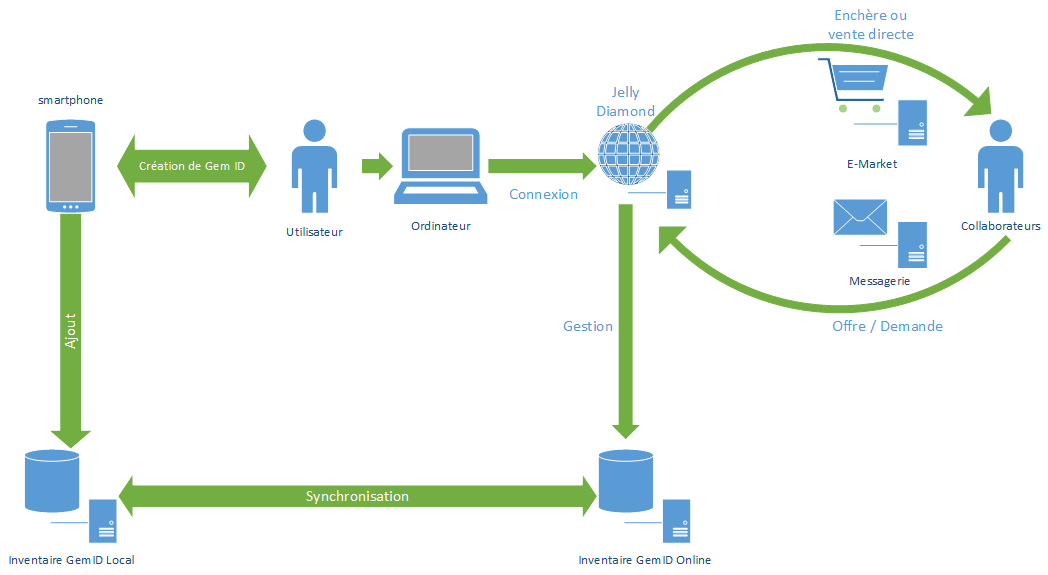 Enchère ou
vente directe
Jelly
Diamond
smartphone
Création de Gem ID
E-Market
Connexion
Utilisateur
Ordinateur
Collaborateurs
Messagerie
Ajout
Gestion
Offre / Demande
Synchronisation
Inventaire GemID Local
Inventaire GemID Online